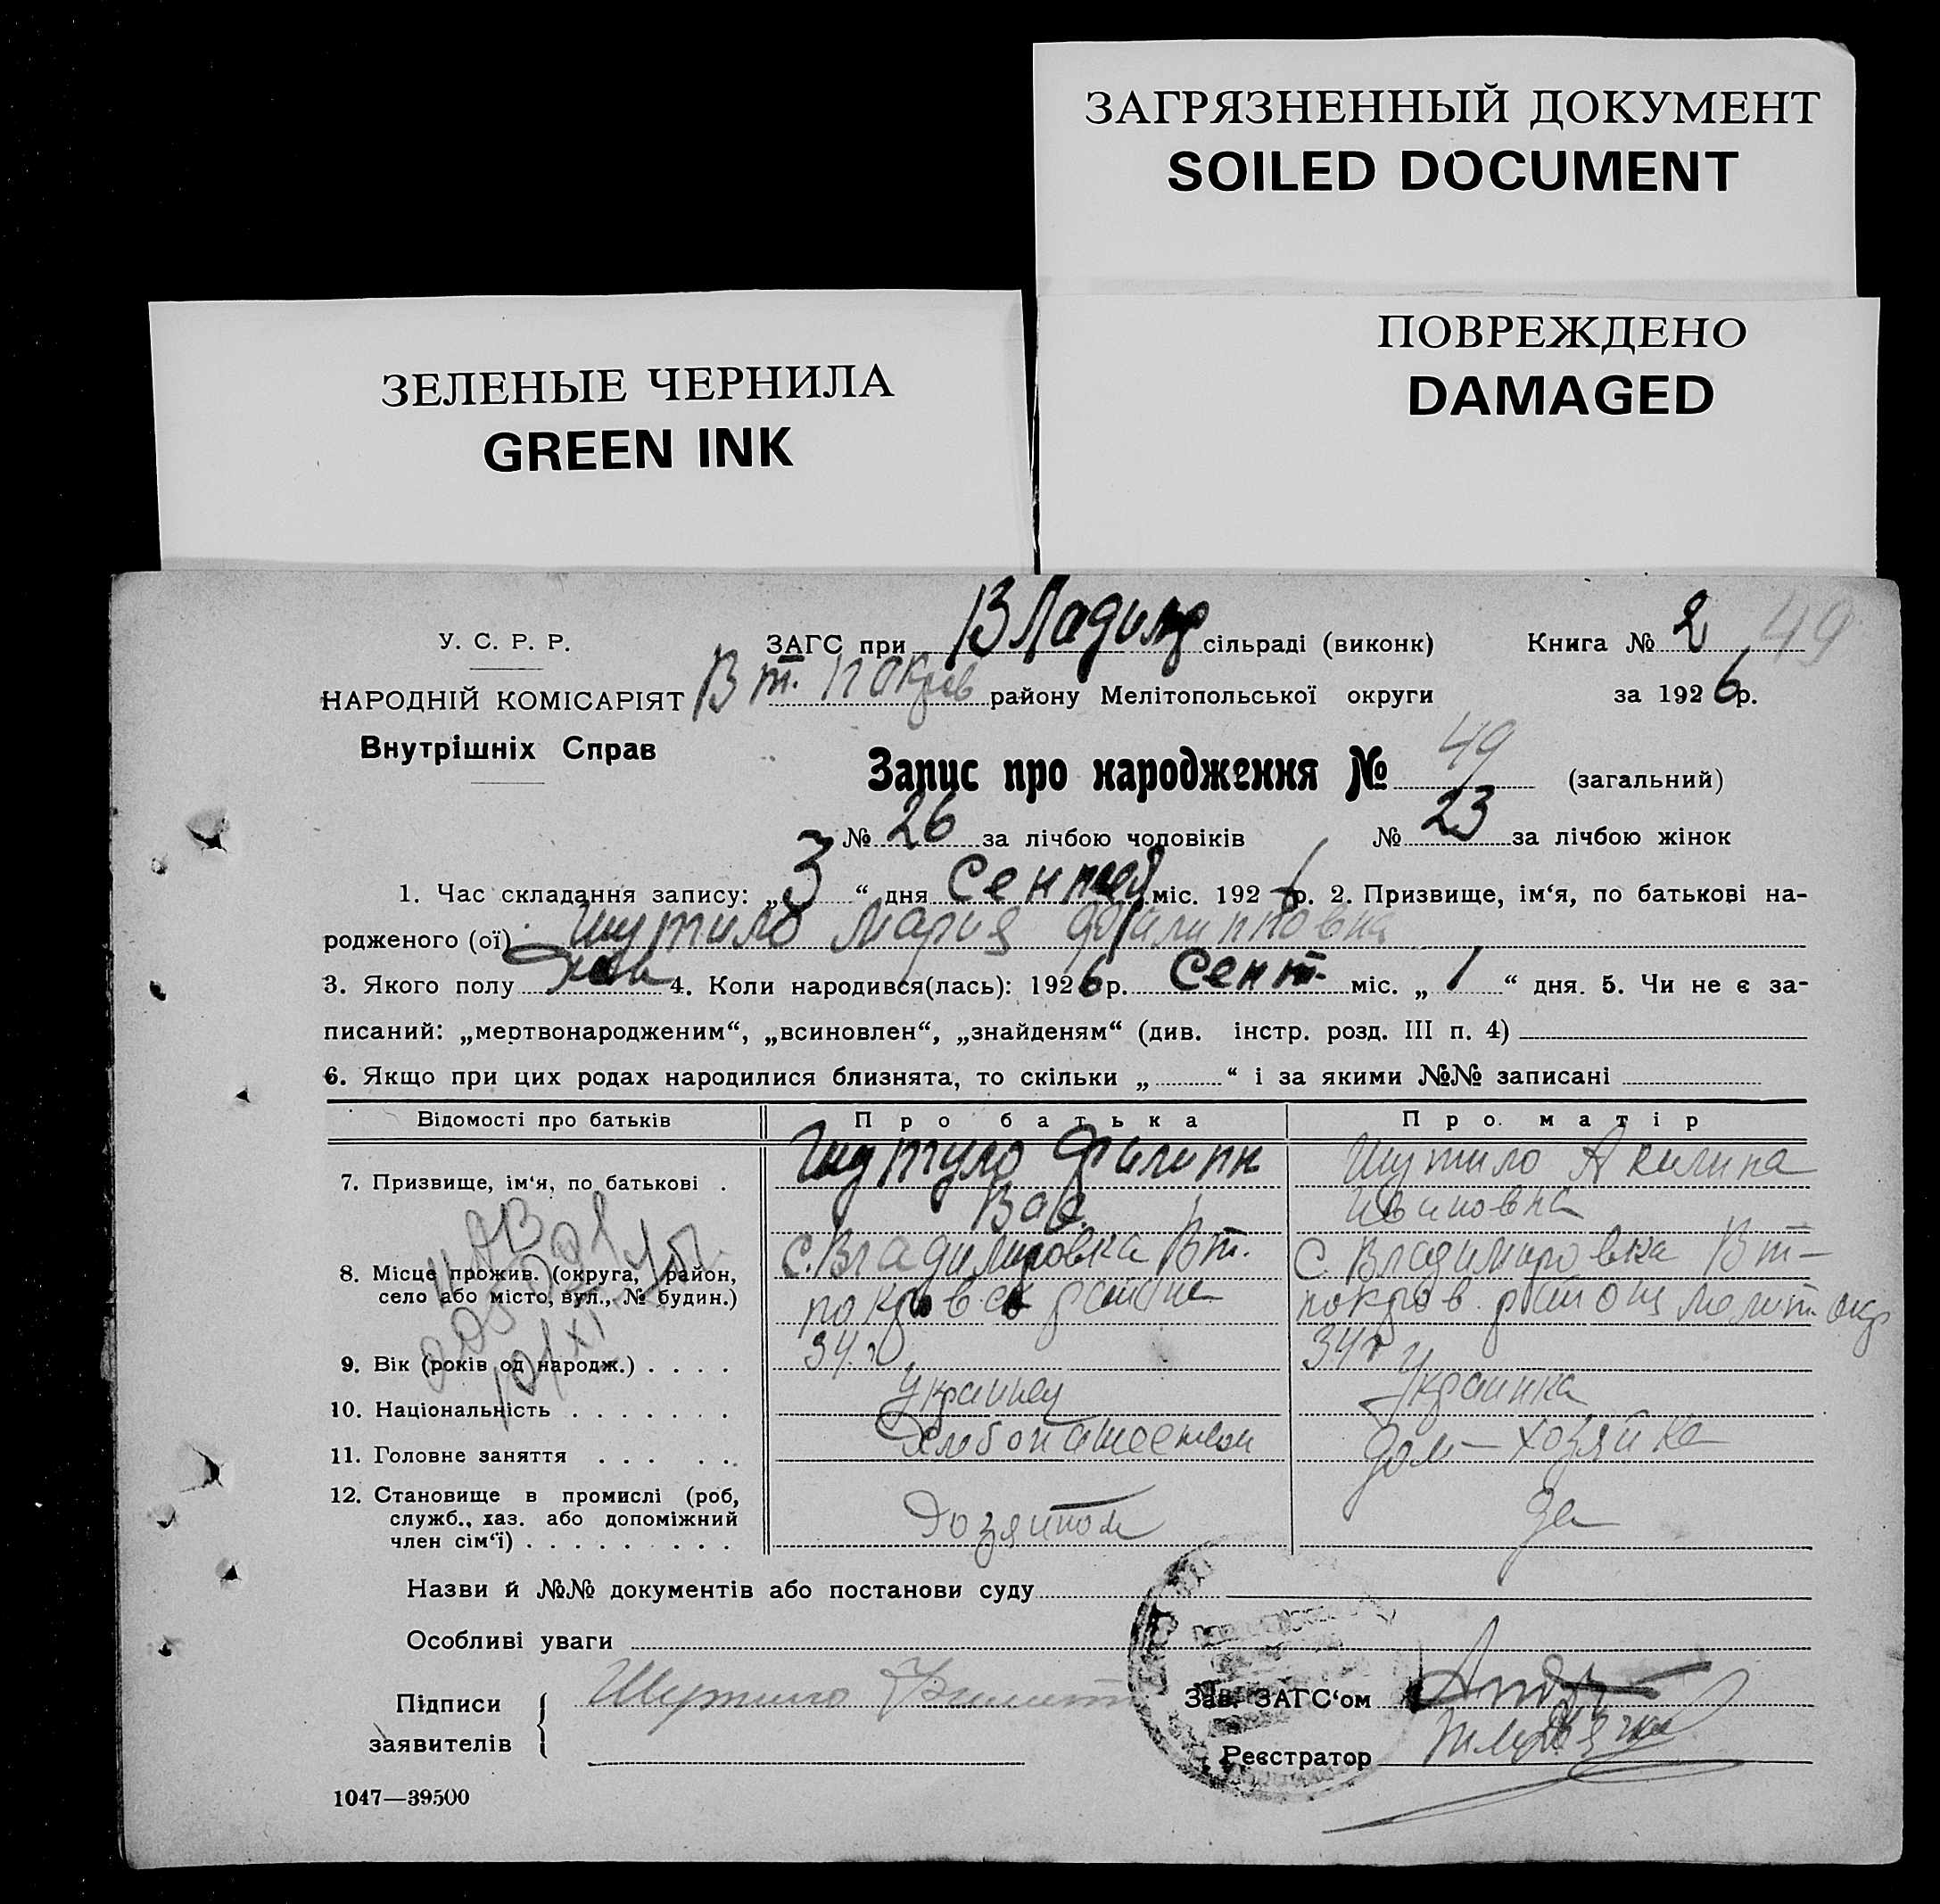 ЗАГРЯЗНЕННЫЙ ДОКУМЕНТ
SOILED DOCUMENT
ПОВРЕЖДЕНО
DAMAGED
ЗЕЛЕНЫЕ ЧЕРНИЛА
GREEN INK
У. С. Р. Р.
НАРОДНІЙ КОМІСАРІЯТ
Внутрішніх Справ
ЗАГС при Владимр сільраді (виконк)
Вт. Покров району Мелітопольської округи
Книга № 2 49
за 1926 р.
Запис про народження № 49 (загальний)
№ 26 за лічбою чоловіків № 23 за лічбою жінок
1. Час складання запису: „ 3 “ дня міс. 1926 р. 2. Призвище, ім‘я, по батькові на-
родженого (ої) Шутило Мария Филипповна
3. Якого полу жен 4. Коли народився(лась): 1926 р. Сент. міс. „ 1 “ дня. 5. Чи не є за-
писаний: „мертвонародженим“, „всиновлен“, „знайденям“ (див. інстр. розд. III п. 4)
6. Якщо при цих родах народилися близнята, то скільки „ “ і за якими №№ записані
Відомості про батьків Про батька Про матір
7. Призвище, ім‘я, по батькові . Шутуло Филипп Шутило Акилина
Вас. Ивановна
8. Місце прожив. (округа, район, С. Владимировка Вт. С. Владимировка Вт-
село або місто, вул., № будин.) покровск района покров. района мелит. окр
9. Вік (років од народж.) . . . . 34 г. 34 г
10. Національність . . . . . . . Украинец Украинка
11. Головне заняття . . . . . Хлебопашеством дом-хозяйка
12. Становище в промислі (роб,
служб., хаз. або допоміжний
член сім‘ї) . . . . . . . . .
Назви й №№ документів або постанови суду
Особливі уваги
Підписи
заявителів
Шутило Филипп
Зав. ЗАГС‘ом
Реєстратор
1047—39500